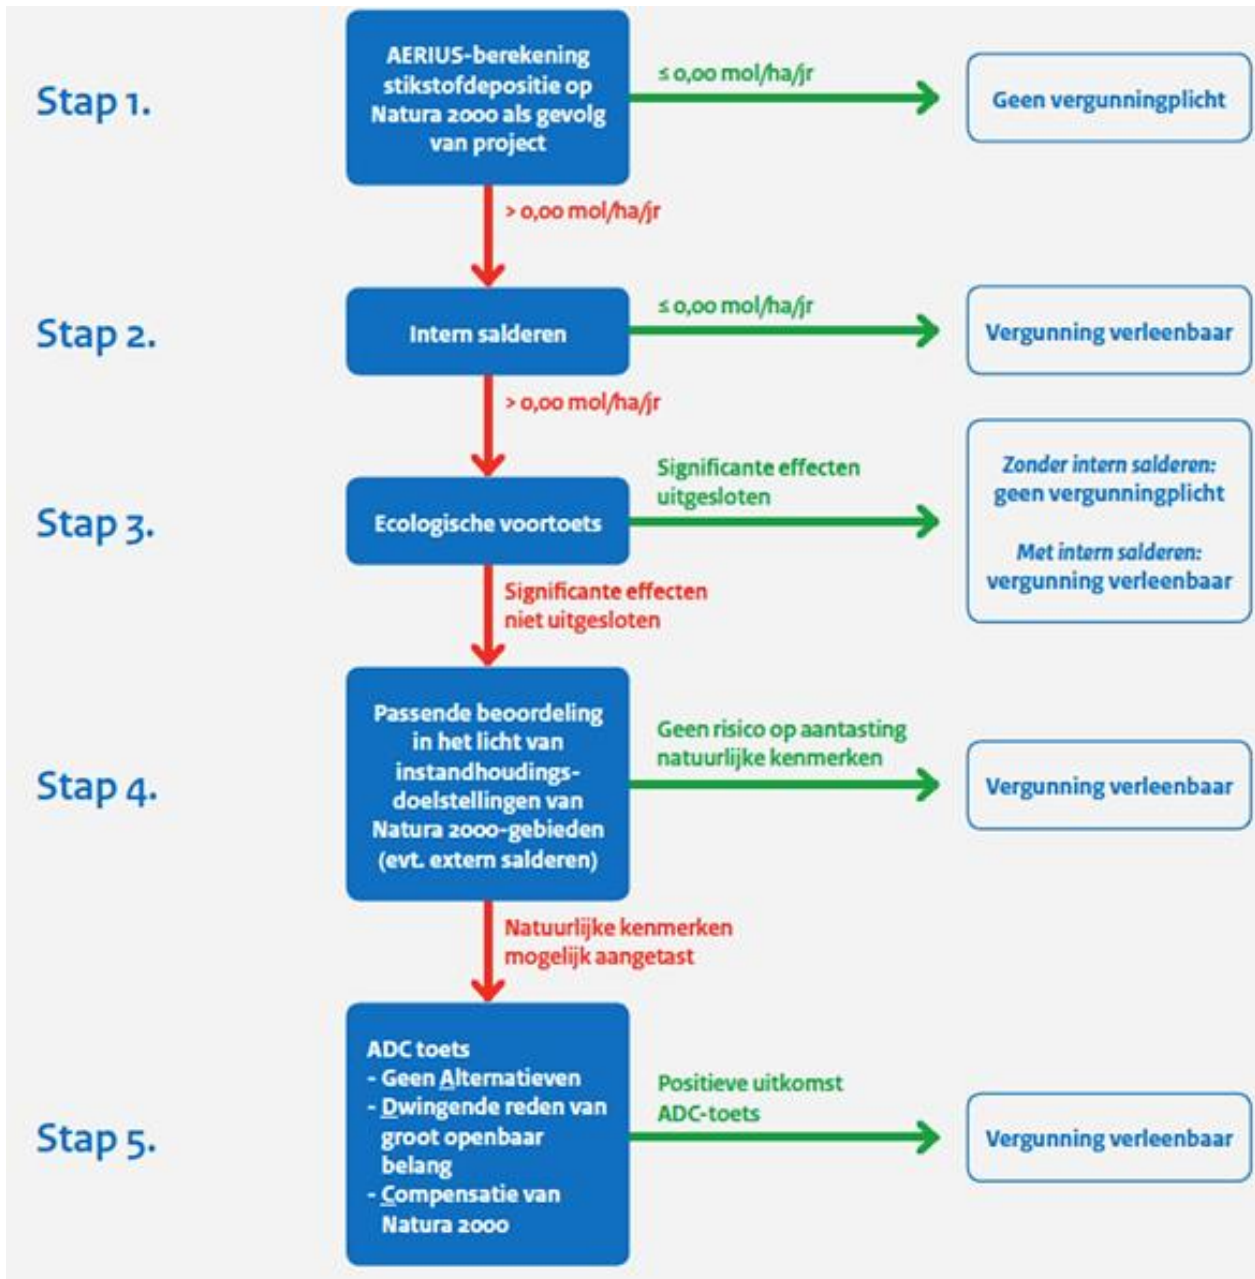 Stap 1.
AERIUS-berekening
stikstofdepositie op
Natura 2000 als gevolg
van project
≤ 0,00 mol/ha/jr
Geen vergunningplicht
> 0,00 mol/ha/jr
Stap 2.
Intern salderen
≤ 0,00 mol/ha/jr
Vergunning verleenbaar
> 0,00 mol/ha/jr
Stap 3.
Ecologische voortoets
Significante effecten
uitgesloten
Zonder intern salderen:
geen vergunningplicht
Met intern salderen:
vergunning verleenbaar
Significante effecten
niet uitgesloten
Stap 4.
Passende beoordeling
in het licht van
instandhoudings-
doelstellingen van
Natura 2000-gebieden
(evt. extern salderen)
Geen risico op aantasting
natuurlijke kenmerken
Vergunning verleenbaar
Natuurlijke kenmerken
mogelijk aangetast
Stap 5.
ADC toets
- Geen Alternatieven
- Dwingende reden van
groot openbaar
belang
- Compensatie van
Natura 2000
Positieve uitkomst
ADC-toets
Vergunning verleenbaar